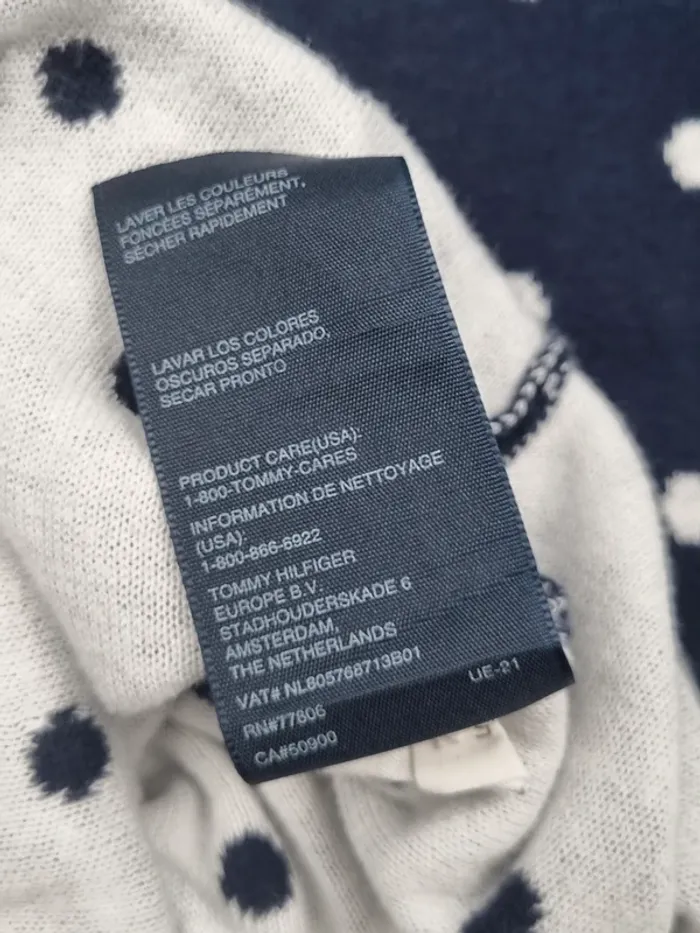 LAVER LES COULEURS
FONCÉES SÉPARÉMENT,
SÉCHER RAPIDEMENT
LAVAR LOS COLORES
OSCUROS SEPARADO,
SECAR PRONTO
PRODUCT CARE(USA):
1-800-TOMMY-CARES
INFORMATION DE NETTOYAGE
(USA):
1-800-866-6922
TOMMY HILFIGER
EUROPE B.V.
STADHOUDERSKADE 6
AMSTERDAM,
THE NETHERLANDS
VAT# NL805768713B01
RN#77806
CA#50900
UE-21